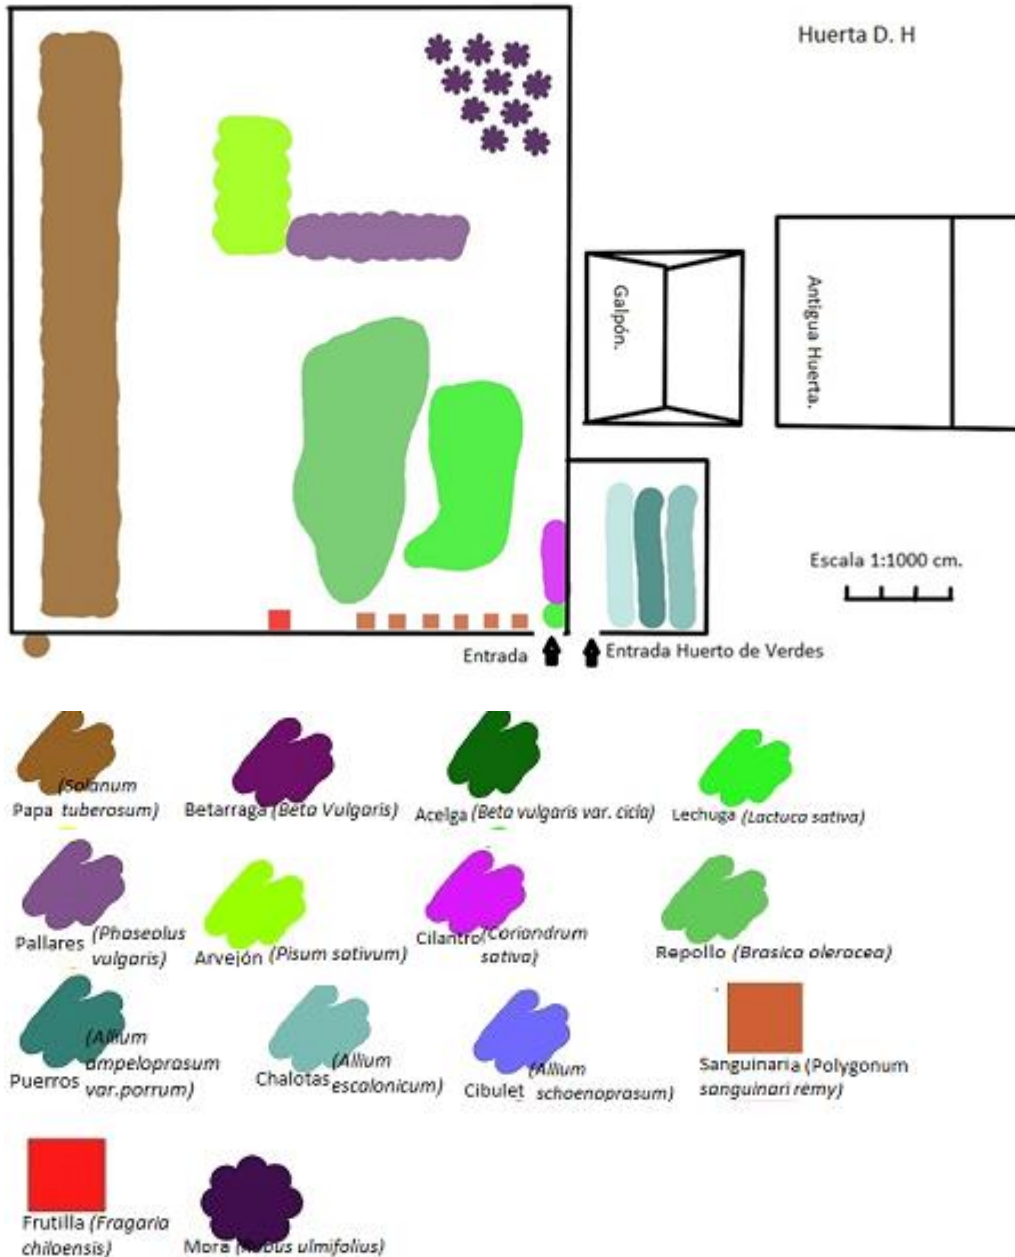 Huerta D. H
Galpón.
Antigua Huerta.
Escala 1:1000 cm.
Entrada
Entrada Huerto de Verdes
Papa (Solanum
tuberosum)
Betarraga (Beta Vulgaris)
Acelga (Beta vulgaris var. cicla)
Lechuga (Lactuca sativa)
Pallares (Phaseolus
vulgaris)
Arvejón (Pisum sativum)
Cilantro (Coriandrum
sativa)
Repollo (Brasica oleracea)
Puerros (Allium
ampeloprasum
var.porrum)
Chalotas (Allium
escalonicum)
Cibulet (Allium
schoenoprasum)
Sanguinaria (Polygonum
sanguinari remy)
Frutilla (Fragaria
chiloensis)
Mora (Rubus ulmifolius)